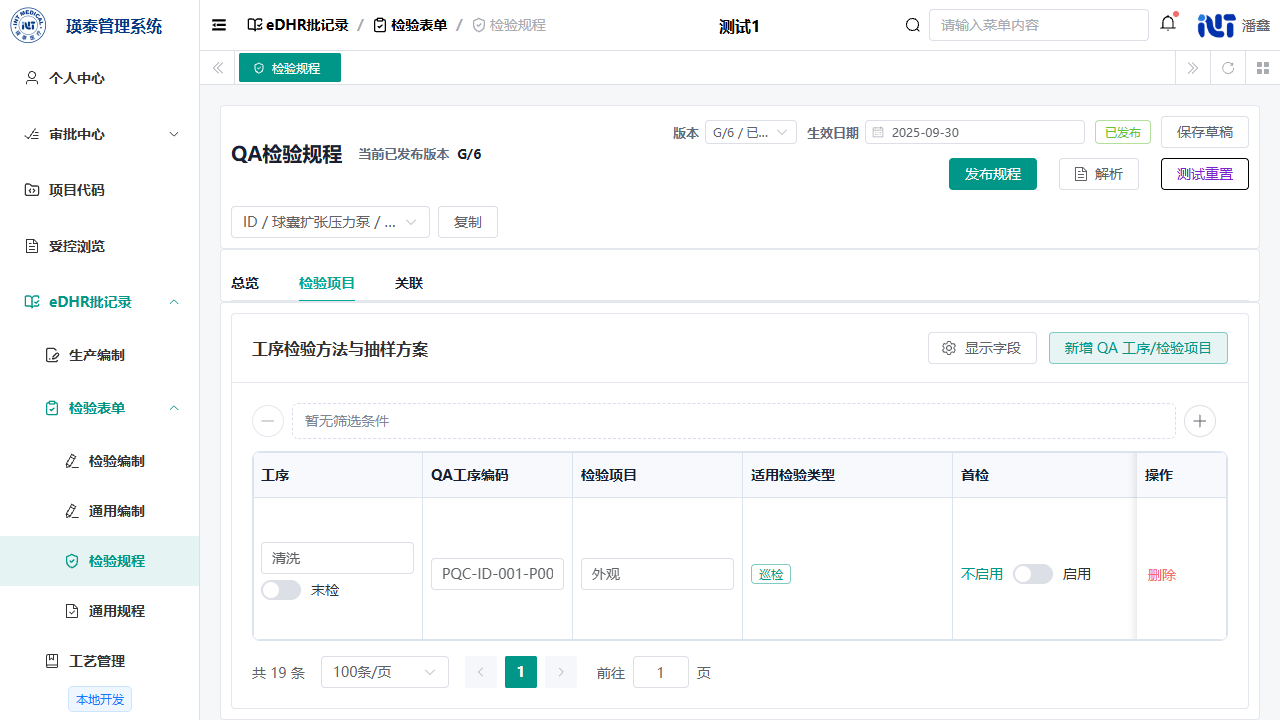 瑛泰管理系统
eDHR批记录 / 检验表单 / 检验规程
测试1
请输入菜单内容
潘鑫
检验规程
个人中心
审批中心
项目代码
受控浏览
eDHR批记录
生产编制
检验表单
检验编制
通用编制
检验规程
通用规程
工艺管理
本地开发
QA检验规程 当前已发布版本 G/6
版本 G/6 / 已... 生效日期 2025-09-30 已发布 保存草稿
发布规程 解析 测试重置
ID / 球囊扩张压力泵 / ... 复制
总览 检验项目 关联
工序检验方法与抽样方案 显示字段 新增 QA 工序/检验项目
暂无筛选条件
工序 QA工序编码 检验项目 适用检验类型 首检 操作
清洗 PQC-ID-001-P00 外观 巡检 不启用 启用 删除
末检
共 19 条 100条/页 1 前往 1 页